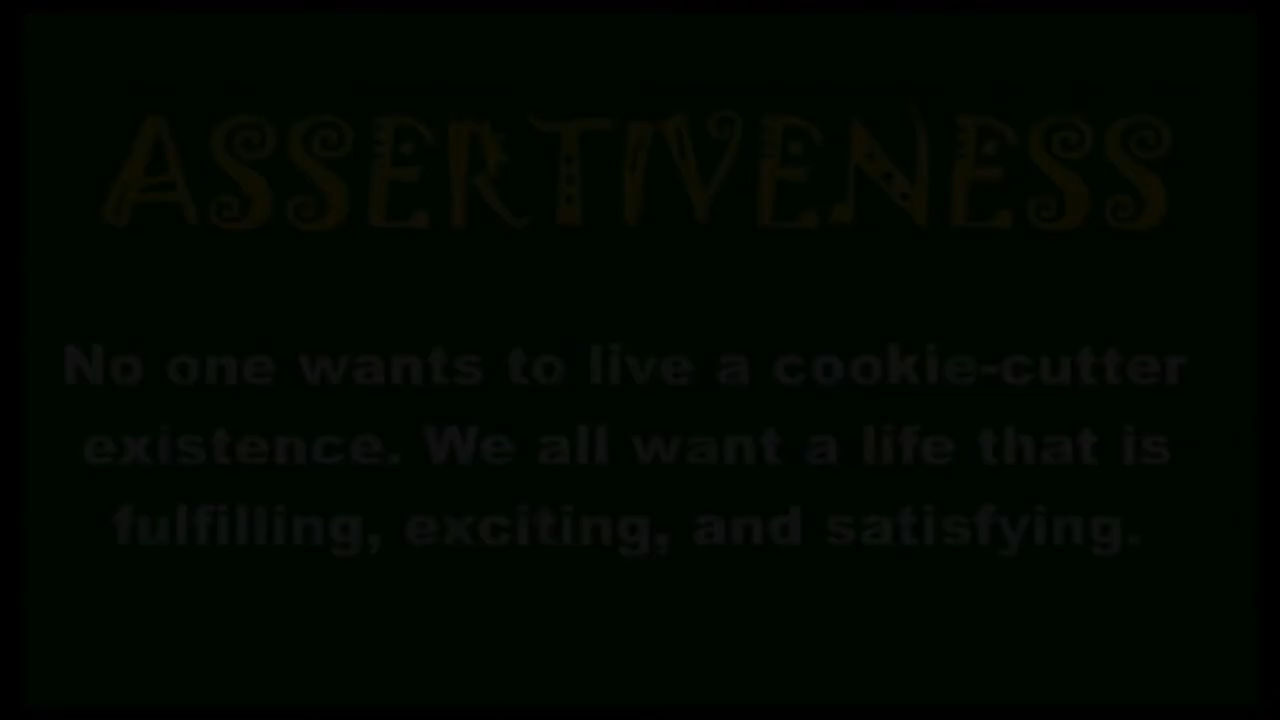 ASSERTIVENESS
No one wants to live a cookie-cutter
existence. We all want a life that is
fulfilling, exciting, and satisfying.